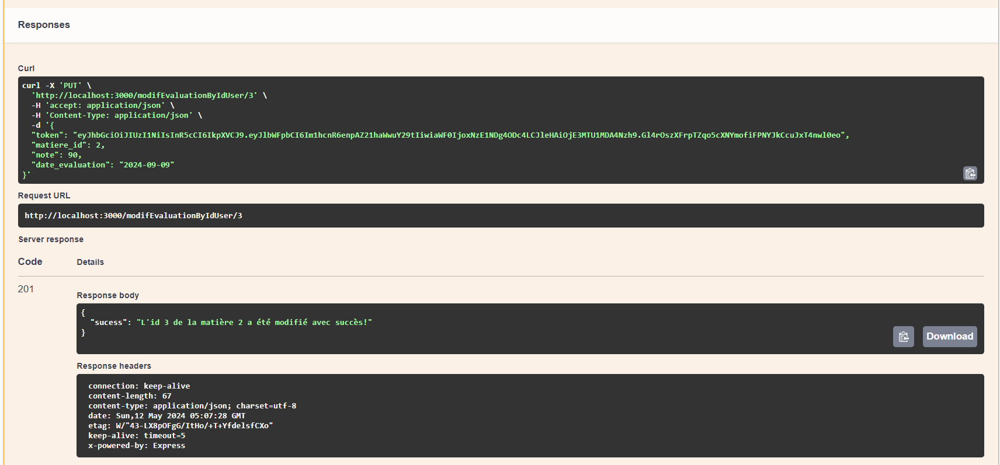 Responses
Curl
curl -X 'PUT' \
  'http://localhost:3000/modifEvaluationByIdUser/3' \
  -H 'accept: application/json' \
  -H 'Content-Type: application/json' \
  -d '{
  "token": "eyJhbGciOiJIUzI1NiIsInR5cCI6IkpXVCJ9.eyJlbWFpbCI6Im1hcnR6enpAZ21haWwuY29tIiwiaWF0IjoxNzE1NDg4ODc4LCJleHAiOjE3MTU1MDA4Nzh9.Gl4rOszXFrpTZqo5cXNYmofiFPNYJkCcuJxT4nwl0eo",
  "matiere_id": 2,
  "note": 90,
  "date_evaluation": "2024-09-09"
}'
Request URL
http://localhost:3000/modifEvaluationByIdUser/3
Server response
Code Details
201
Response body
{
  "sucess": "L'id 3 de la matière 2 a été modifié avec succès!"
}
Download
Response headers
connection: keep-alive
content-length: 67
content-type: application/json; charset=utf-8
date: Sun,12 May 2024 05:07:28 GMT
etag: W/"43-LX8pOFgG/ItHo/+T+YfdelsfCXo"
keep-alive: timeout=5
x-powered-by: Express